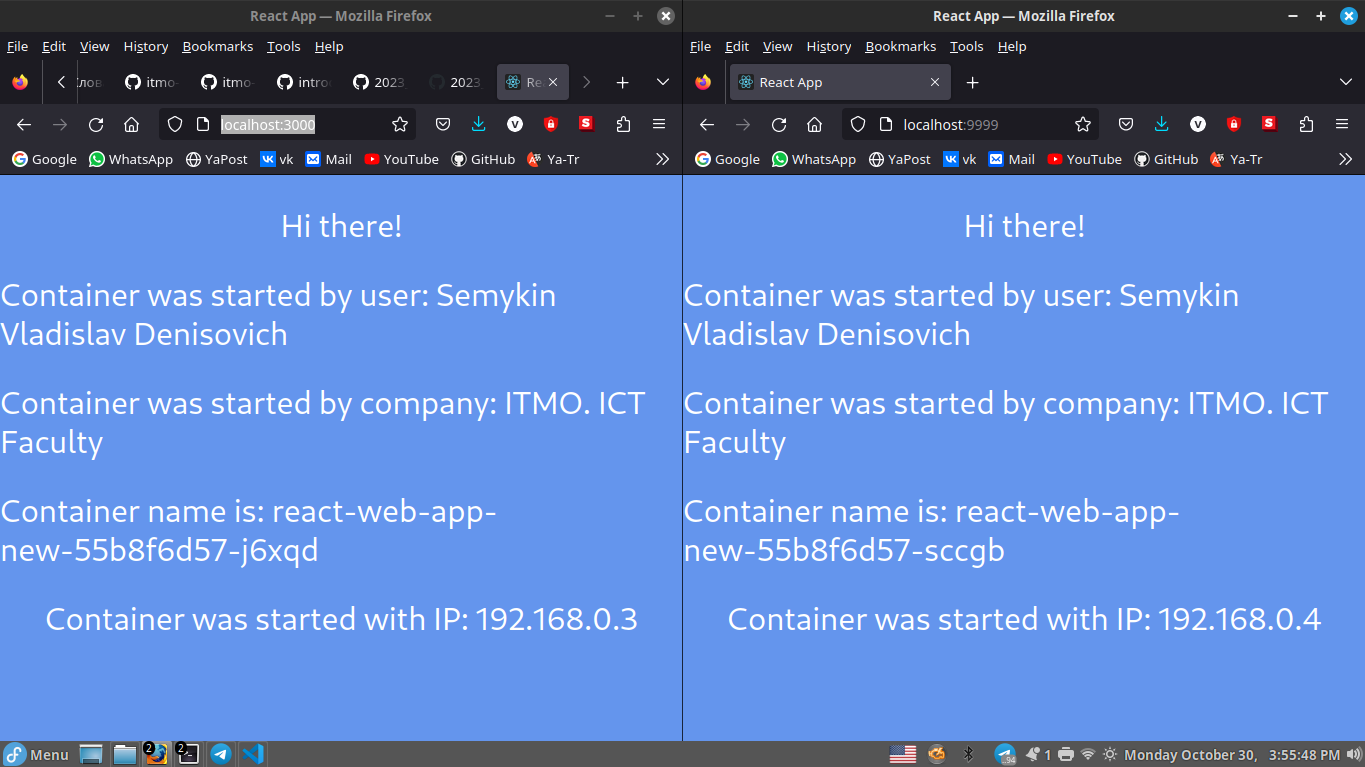 React App — Mozilla Firefox
File Edit View History Bookmarks Tools Help
itmo- itmo- intro 2023 2023 Re
localhost:3000
Google WhatsApp YaPost vk Mail YouTube GitHub Ya-Tr
Hi there!
Container was started by user: Semykin
Vladislav Denisovich
Container was started by company: ITMO. ICT
Faculty
Container name is: react-web-app-
new-55b8f6d57-j6xqd
Container was started with IP: 192.168.0.3
React App — Mozilla Firefox
File Edit View History Bookmarks Tools Help
React App
localhost:9999
Google WhatsApp YaPost vk Mail YouTube GitHub Ya-Tr
Hi there!
Container was started by user: Semykin
Vladislav Denisovich
Container was started by company: ITMO. ICT
Faculty
Container name is: react-web-app-
new-55b8f6d57-sccgb
Container was started with IP: 192.168.0.4
Menu 2 2 94 1 Monday October 30, 3:55:48 PM